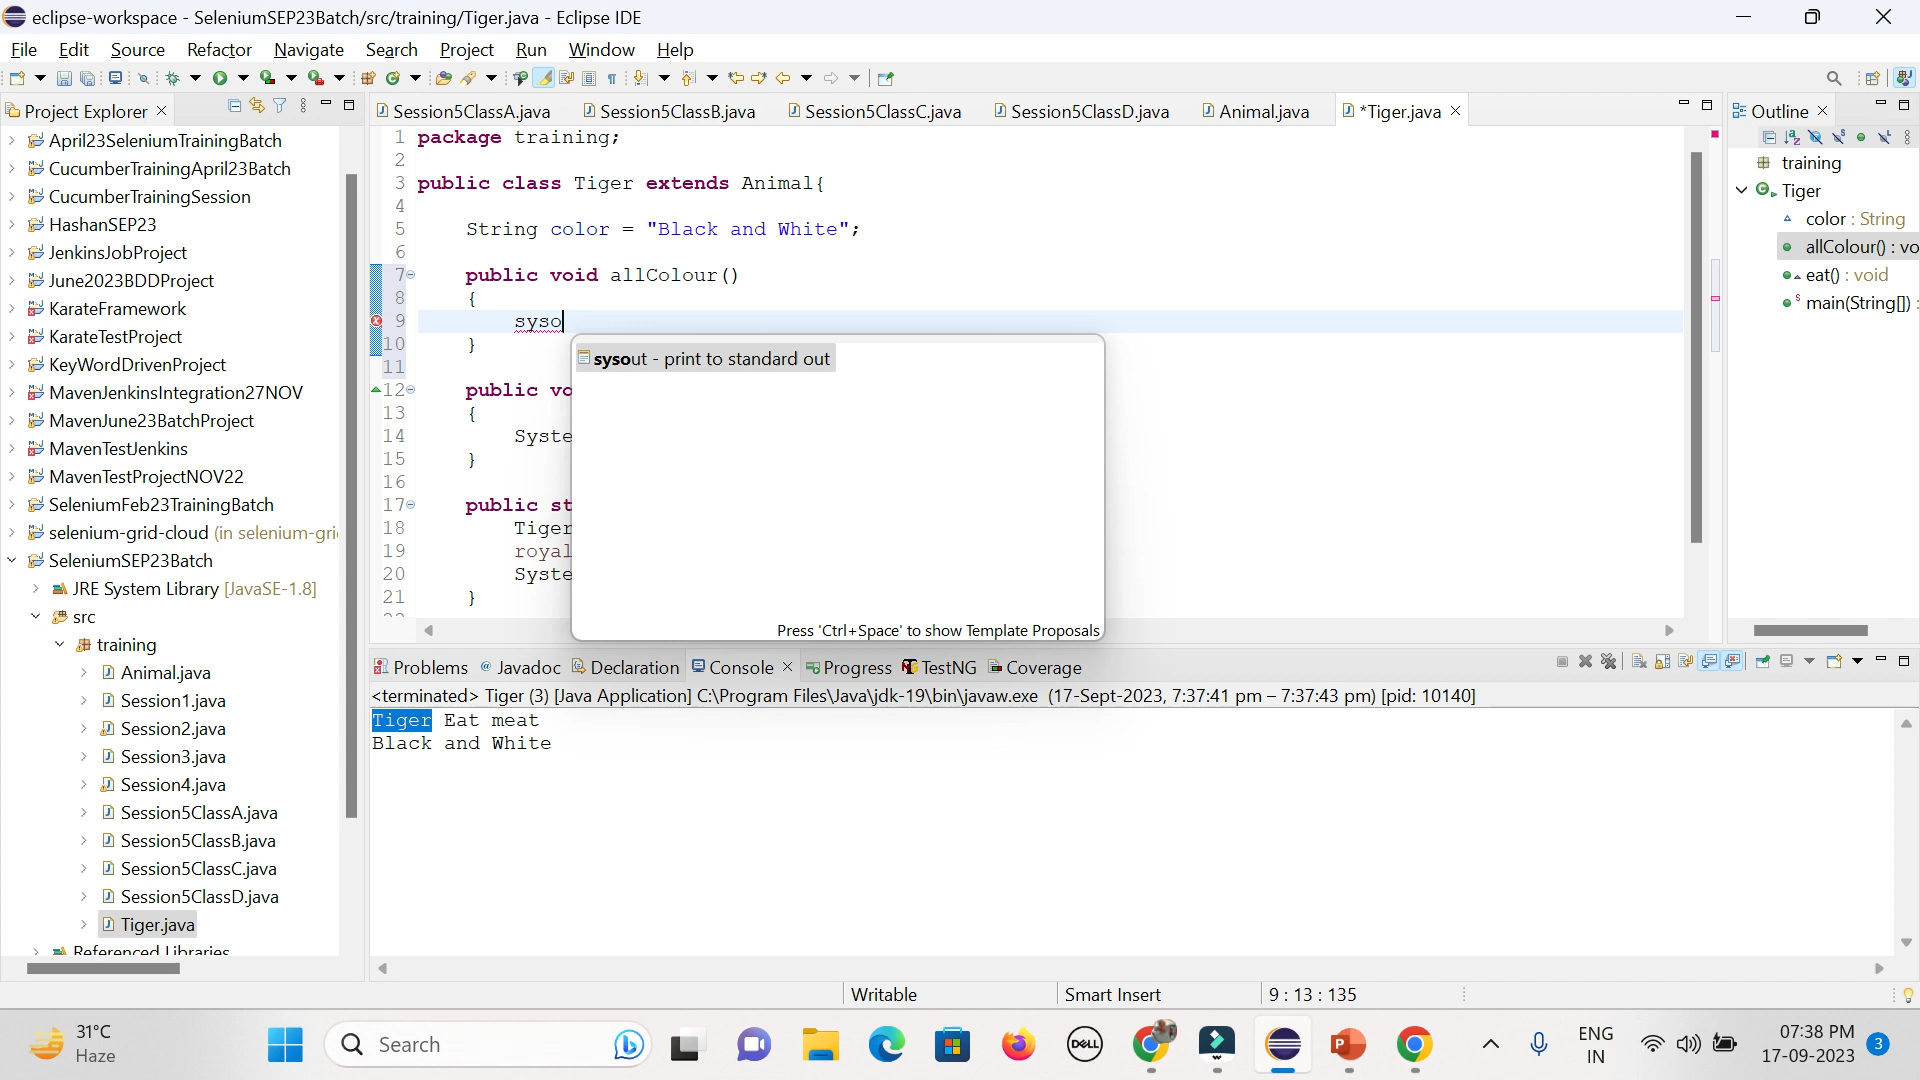 eclipse-workspace - SeleniumSEP23Batch/src/training/Tiger.java - Eclipse IDE
File Edit Source Refactor Navigate Search Project Run Window Help
Project Explorer
April23SeleniumTrainingBatch
CucumberTrainingApril23Batch
CucumberTrainingSession
HashanSEP23
JenkinsJobProject
June2023BDDProject
KarateFramework
KarateTestProject
KeyWordDrivenProject
MavenJenkinsIntegration27NOV
MavenJune23BatchProject
MavenTestJenkins
MavenTestProjectNOV22
SeleniumFeb23TrainingBatch
selenium-grid-cloud (in selenium-gri
SeleniumSEP23Batch
JRE System Library [JavaSE-1.8]
src
training
Animal.java
Session1.java
Session2.java
Session3.java
Session4.java
Session5ClassA.java
Session5ClassB.java
Session5ClassC.java
Session5ClassD.java
Tiger.java
Referenced Libraries
Session5ClassA.java Session5ClassB.java Session5ClassC.java Session5ClassD.java Animal.java *Tiger.java
1 package training;
2
3 public class Tiger extends Animal{
4
5 String color = "Black and White";
6
7 public void allColour()
8 {
9 syso
10 }
11
12 public vo
13 {
14 Syste
15 }
16
17 public st
18 Tiger
19 royal
20 Syste
21 }
sysout - print to standard out
Press 'Ctrl+Space' to show Template Proposals
Outline
training
Tiger
color : String
allColour() : vo
eat() : void
main(String[]) :
Problems Javadoc Declaration Console Progress TestNG Coverage
<terminated> Tiger (3) [Java Application] C:\Program Files\Java\jdk-19\bin\javaw.exe (17-Sept-2023, 7:37:41 pm – 7:37:43 pm) [pid: 10140]
Tiger Eat meat
Black and White
Writable Smart Insert 9 : 13 : 135
31°C
Haze
Search
DELL
ENG
IN
07:38 PM
17-09-2023
3